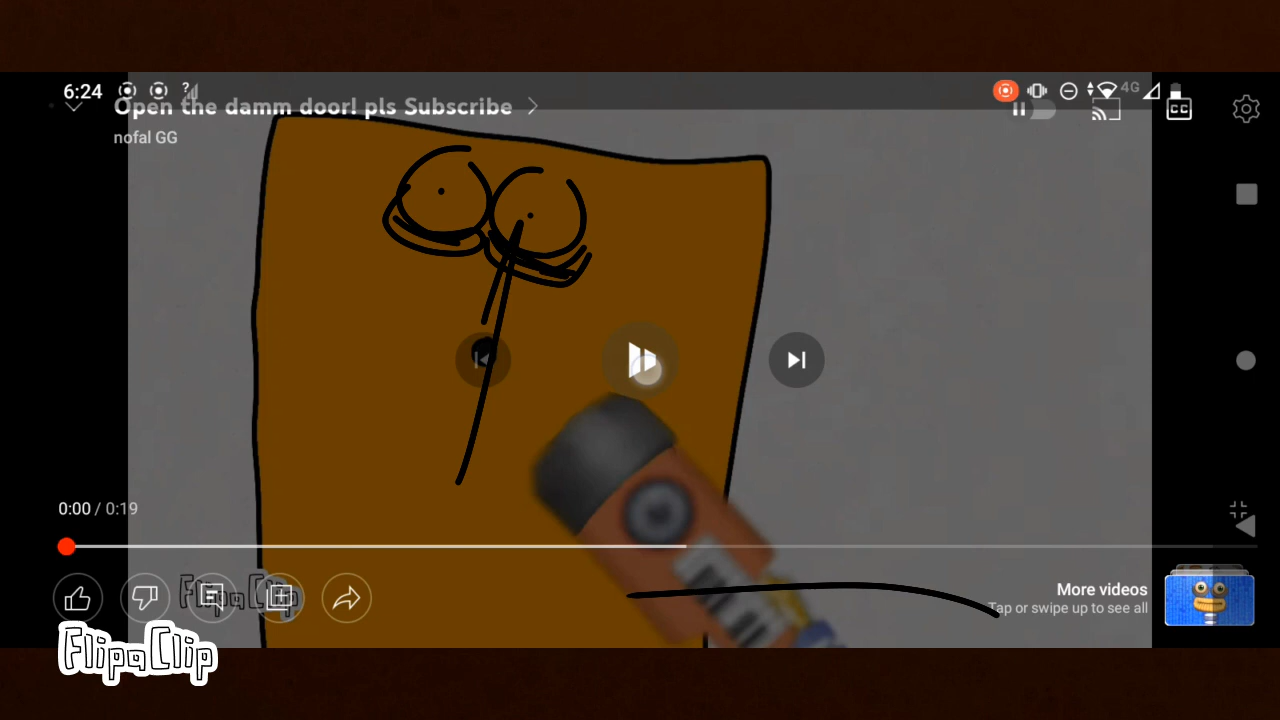 6:24
4G
Open the damm door! pls Subscribe
CC
nofal GG
0:00 / 0:19
More videos
Tap or swipe up to see all
FlipaClip
FlipaClip